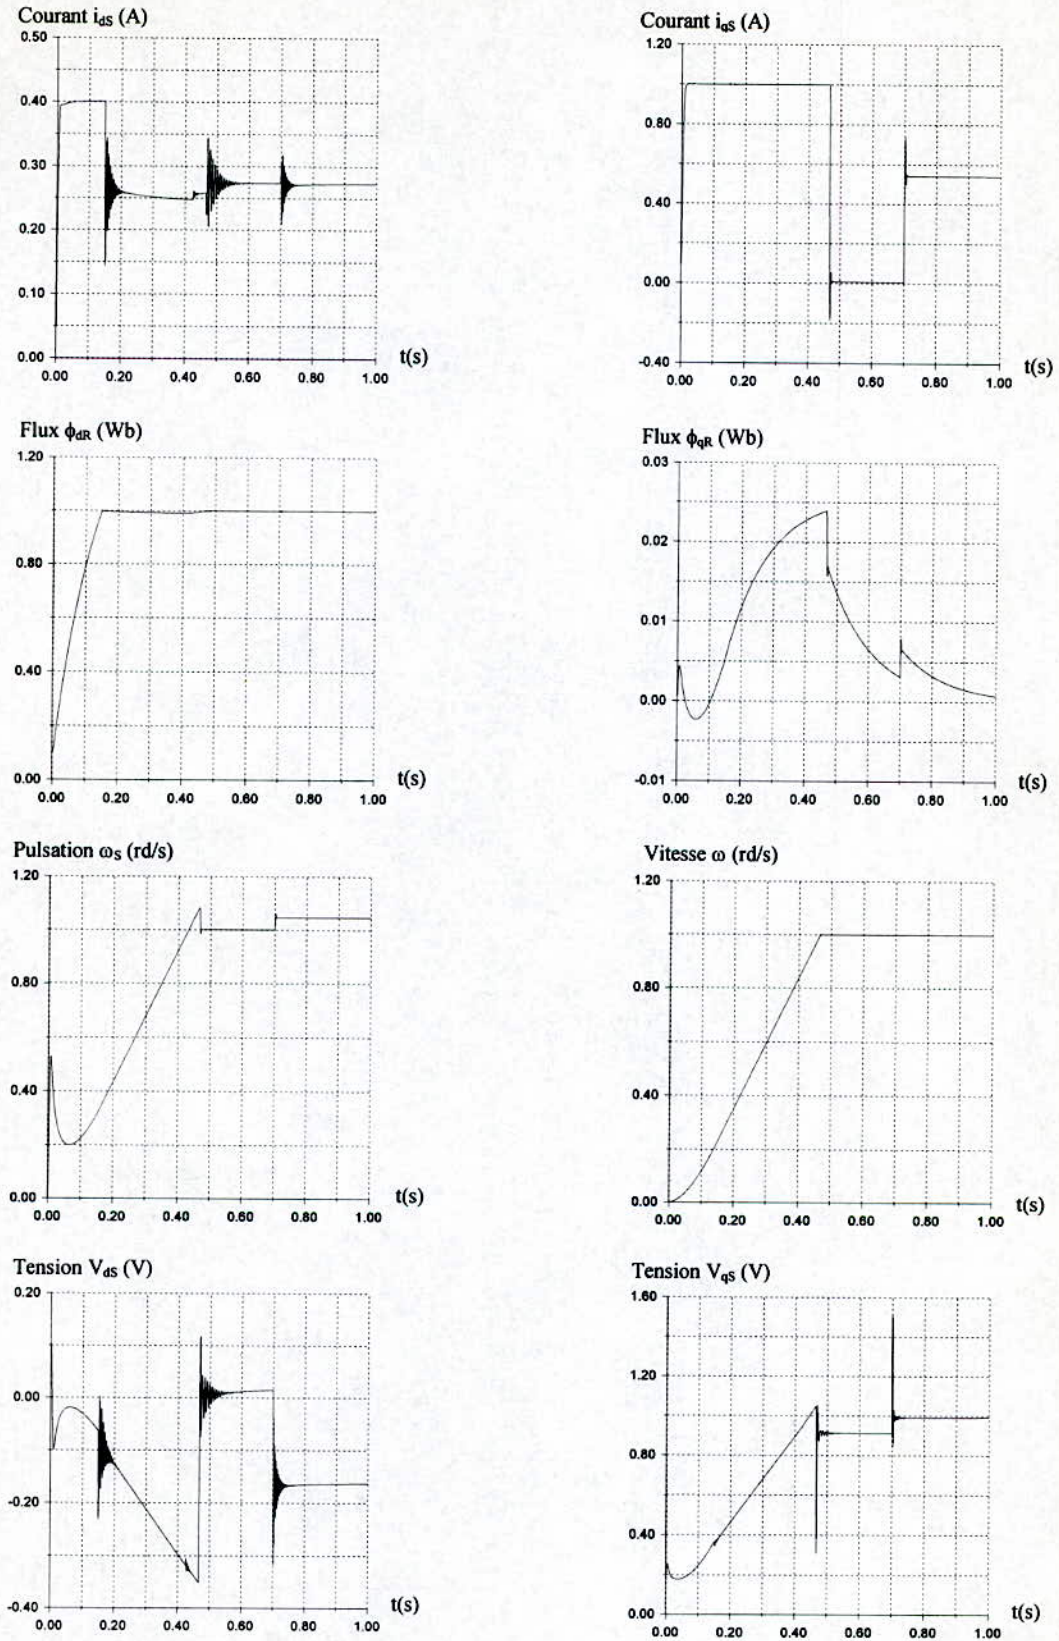 Courant idS (A)
0.50
0.40
0.30
0.20
0.10
0.00
0.00 0.20 0.40 0.60 0.80 1.00
t(s)
Courant iqS (A)
1.20
0.80
0.40
0.00
-0.40
0.00 0.20 0.40 0.60 0.80 1.00
t(s)
Flux ϕdR (Wb)
1.20
0.80
0.40
0.00
0.00 0.20 0.40 0.60 0.80 1.00
t(s)
Flux ϕqR (Wb)
0.03
0.02
0.01
0.00
-0.01
0.00 0.20 0.40 0.60 0.80 1.00
t(s)
Pulsation ωS (rd/s)
1.20
0.80
0.40
0.00
0.00 0.20 0.40 0.60 0.80 1.00
t(s)
Vitesse ω (rd/s)
1.20
0.80
0.40
0.00
0.00 0.20 0.40 0.60 0.80 1.00
t(s)
Tension VdS (V)
0.20
0.00
-0.20
-0.40
0.00 0.20 0.40 0.60 0.80 1.00
t(s)
Tension VqS (V)
1.60
1.20
0.80
0.40
0.00
0.00 0.20 0.40 0.60 0.80 1.00
t(s)